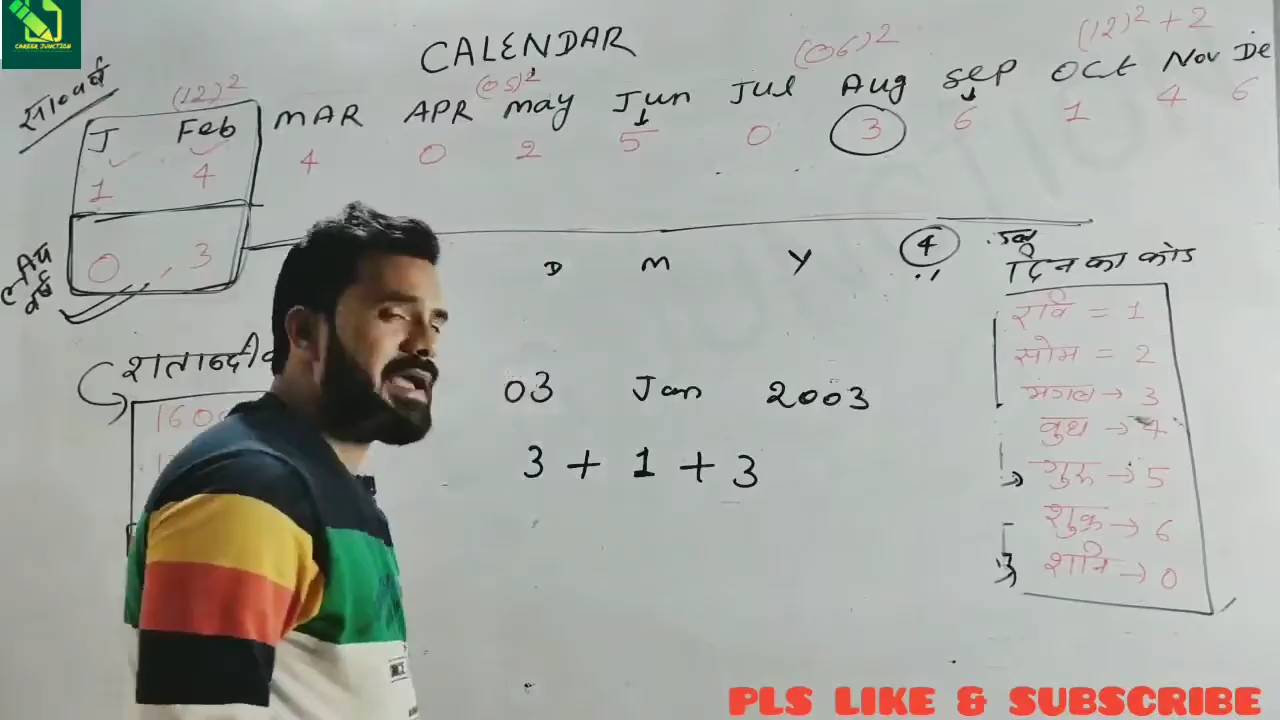 CAREER JUNCTION
CALENDAR
(12)² (05)² (06)² (12)² + 2
J Feb MAR APR may Jun Jul Aug Sep Oct Nov De
1 4 4 0 2 5 0 3 6 1 4 6
0, 3
लीप वर्ष
D M Y 4
दिन का कोड
शताब्दी
160
03 Jan 2003
3 + 1 + 3
रवि = 1
सोम = 2
मंगल → 3
बुध → 4
गुरु → 5
शुक्र → 6
शनि → 0
PLS LIKE & SUBSCRIBE